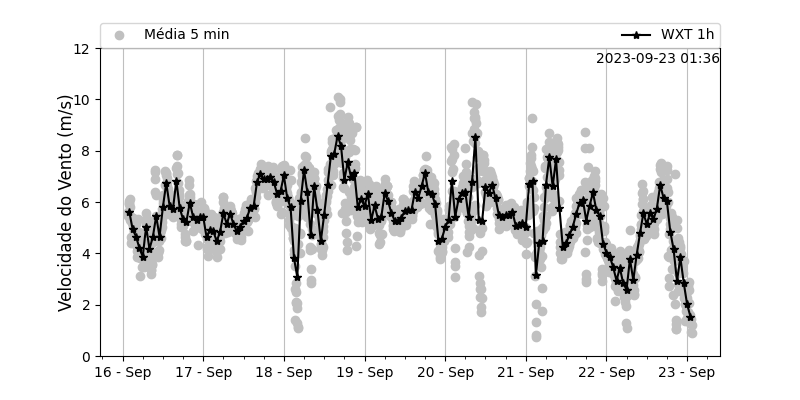 Média 5 min
WXT 1h
2023-09-23 01:36
Velocidade do Vento (m/s)
12
10
8
6
4
2
0
16 - Sep
17 - Sep
18 - Sep
19 - Sep
20 - Sep
21 - Sep
22 - Sep
23 - Sep